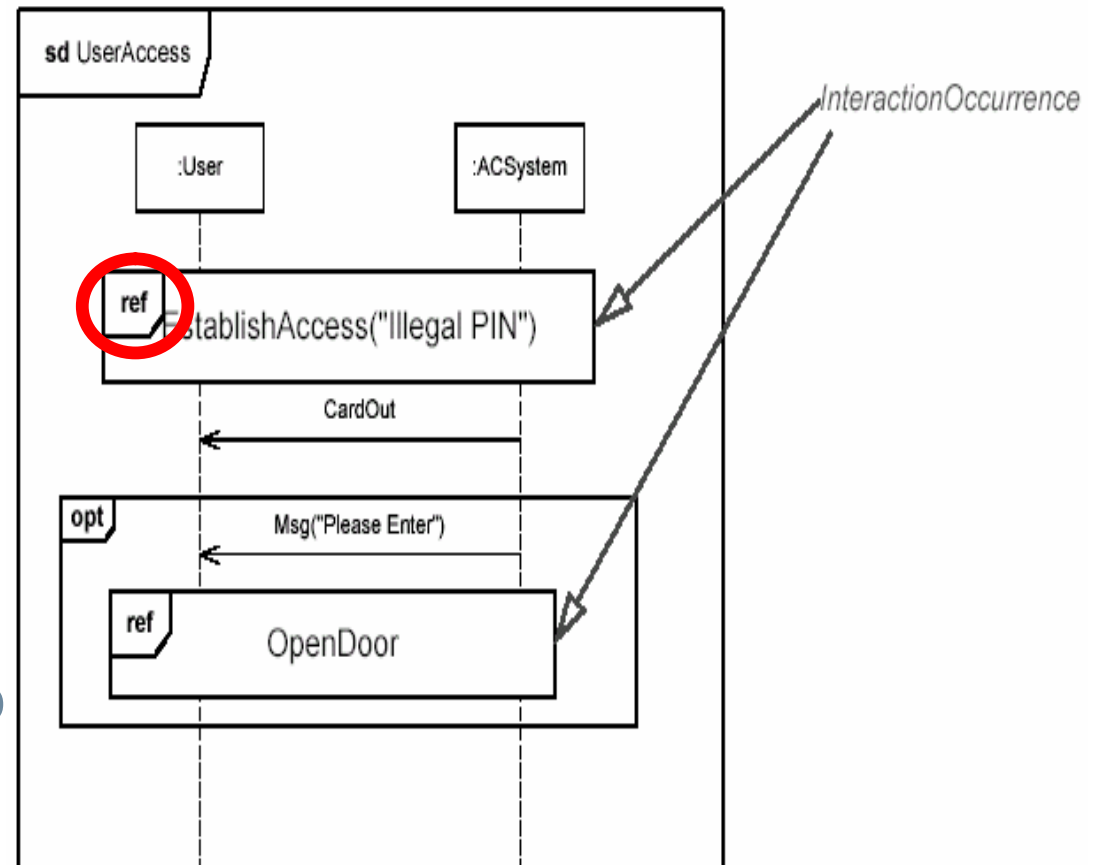 sd UserAccess
InteractionOccurrence
:User
:ACSystem
ref
EstablishAccess("Illegal PIN")
CardOut
opt
Msg("Please Enter")
ref
OpenDoor